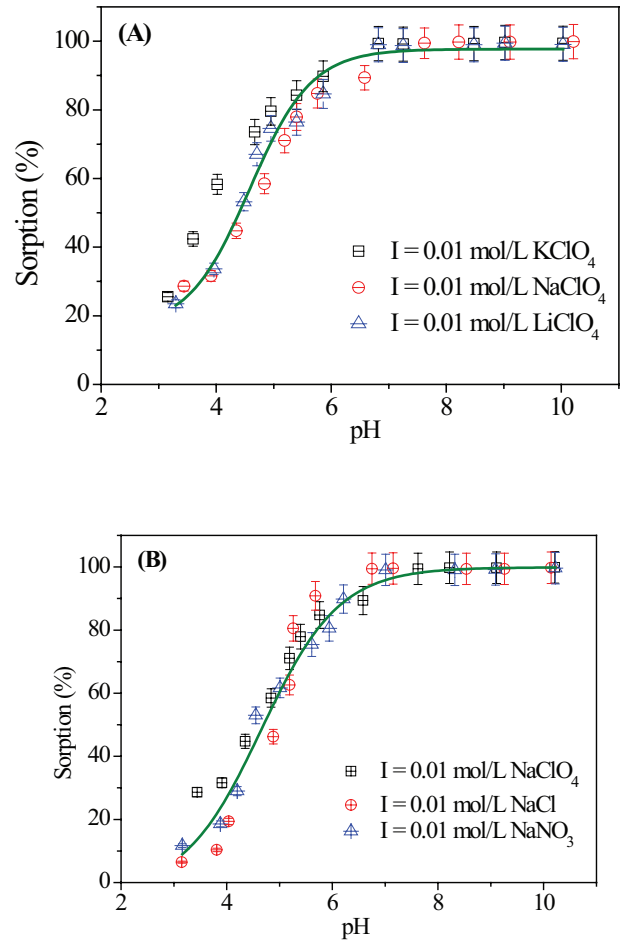 (A)
100
80
60
40
20
0
Sorption (%)
I = 0.01 mol/L KClO₄
I = 0.01 mol/L NaClO₄
I = 0.01 mol/L LiClO₄
2 4 6 8 10
pH
(B)
100
80
60
40
20
0
Sorption (%)
I = 0.01 mol/L NaClO₄
I = 0.01 mol/L NaCl
I = 0.01 mol/L NaNO₃
2 4 6 8 10
pH